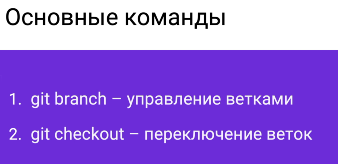 Основные команды
1. git branch – управление ветками
2. git checkout – переключение веток